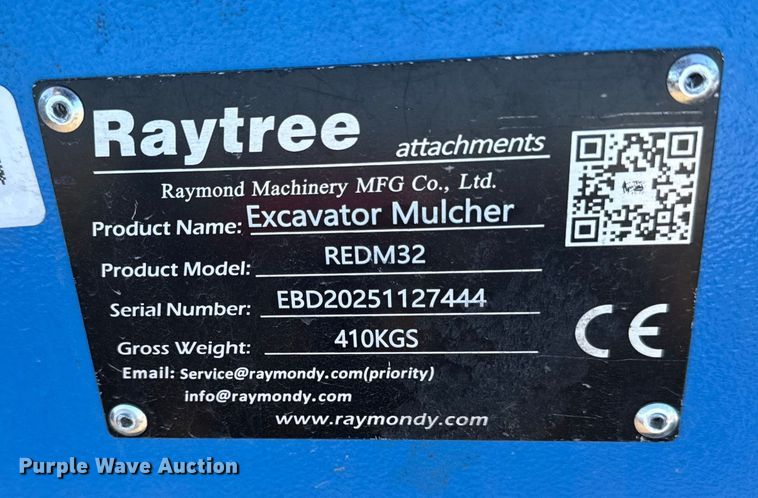 Raytree attachments
Raymond Machinery MFG Co., Ltd.
Product Name: Excavator Mulcher
Product Model: REDM32
Serial Number: EBD20251127444
Gross Weight: 410KGS
Email: Service@raymondy.com(priority)
info@raymondy.com
www.raymondy.com
CE
Purple Wave Auction